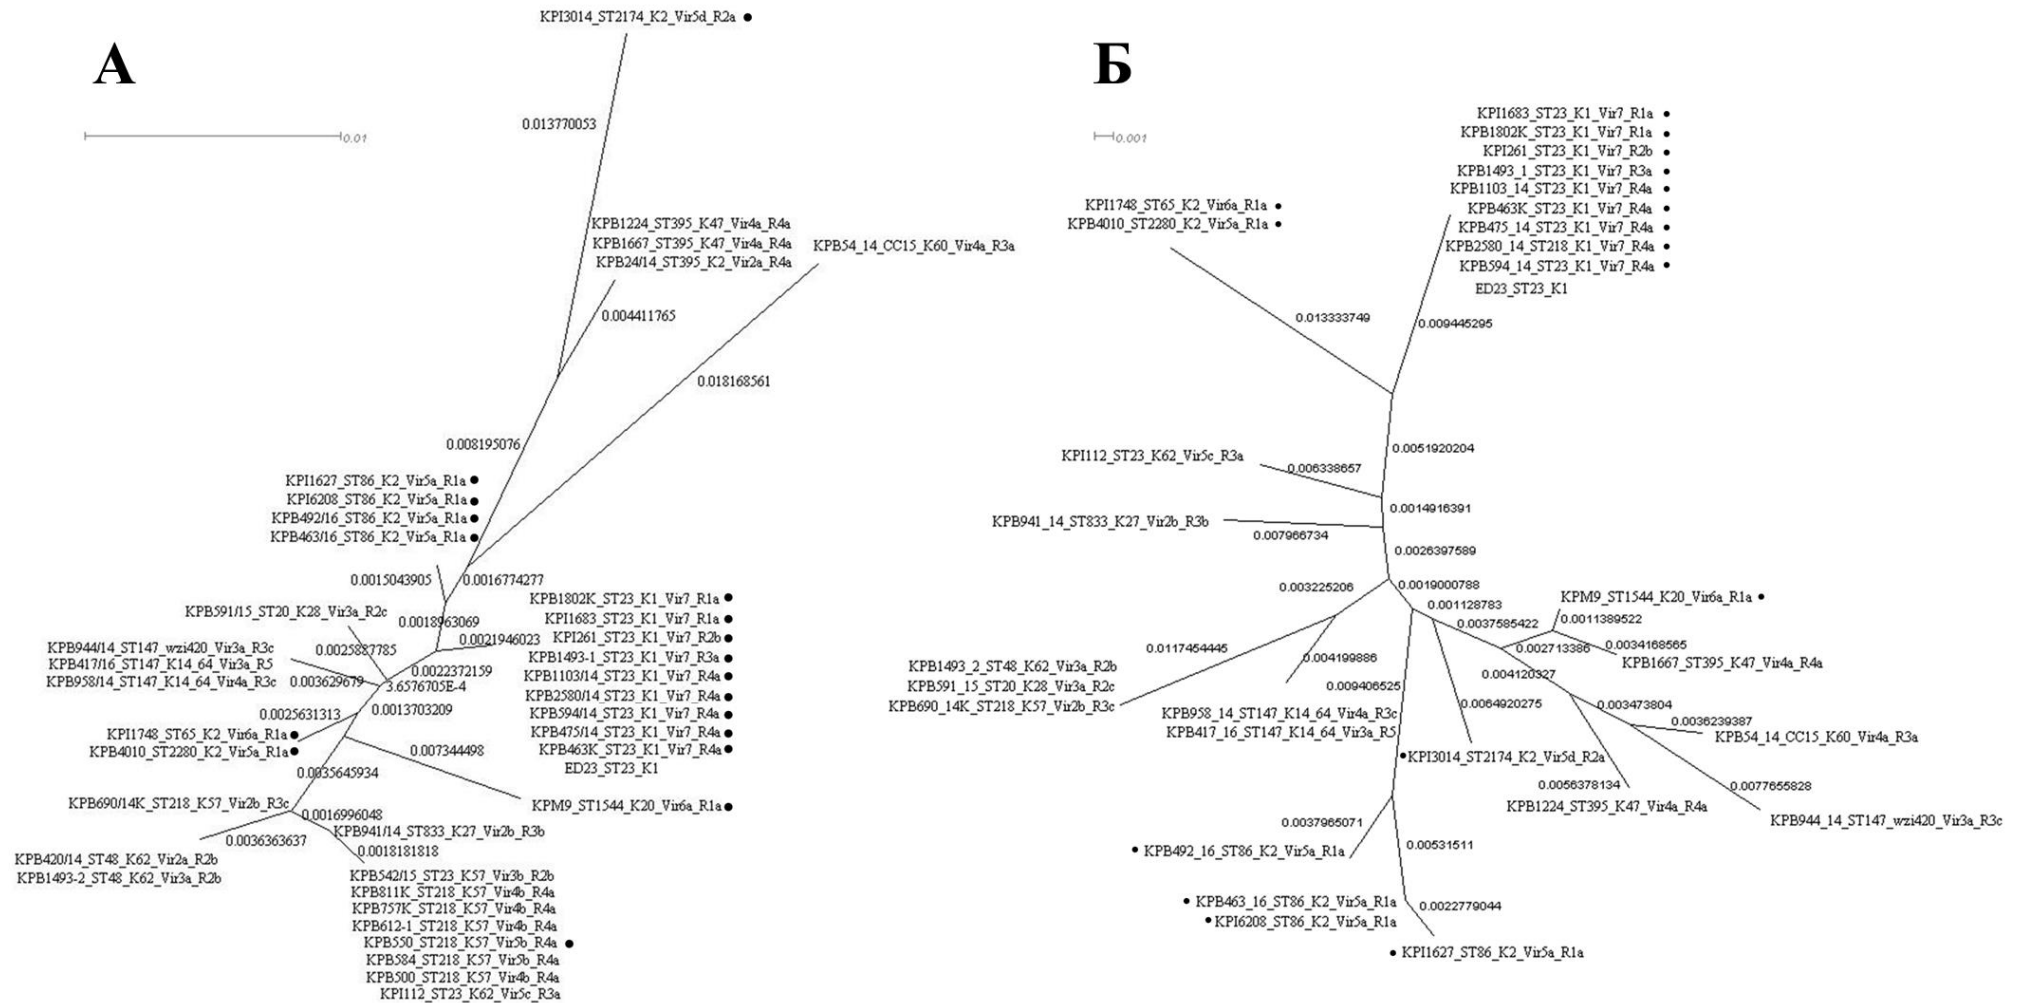 А
0.01
KPI3014_ST2174_K2_Vir5d_R2a ●
0.013770053
KPB1224_ST395_K47_Vir4a_R4a
KPB1667_ST395_K47_Vir4a_R4a
KPB24/14_ST395_K2_Vir2a_R4a
KPB54_14_CC15_K60_Vir4a_R3a
0.004411765
0.018168561
0.008195076
KPI1627_ST86_K2_Vir5a_R1a ●
KPI6208_ST86_K2_Vir5a_R1a ●
KPB492/16_ST86_K2_Vir5a_R1a ●
KPB463/16_ST86_K2_Vir5a_R1a ●
0.0015043905
0.0016774277
KPB591/15_ST20_K28_Vir3a_R2c
0.0018963069
0.0021946023
KPB1802K_ST23_K1_Vir7_R1a ●
KPI1683_ST23_K1_Vir7_R1a ●
KPI261_ST23_K1_Vir7_R2b ●
KPB1493-1_ST23_K1_Vir7_R3a ●
KPB1103/14_ST23_K1_Vir7_R4a ●
KPB2580/14_ST23_K1_Vir7_R4a ●
KPB594/14_ST23_K1_Vir7_R4a ●
KPB475/14_ST23_K1_Vir7_R4a ●
KPB463K_ST23_K1_Vir7_R4a ●
ED23_ST23_K1
KPB944/14_ST147_wzi420_Vir3a_R3c
KPB417/16_ST147_K14_64_Vir3a_R5
KPB958/14_ST147_K14_64_Vir4a_R3c
0.0025887785
0.003629679
0.0022372159
3.6576705E-4
0.0013703209
0.0025631313
KPI1748_ST65_K2_Vir6a_R1a ●
KPB4010_ST2280_K2_Vir5a_R1a ●
0.007344498
0.0035645934
KPM9_ST1544_K20_Vir6a_R1a ●
KPB690/14K_ST218_K57_Vir2b_R3c
0.0016996048
KPB941/14_ST833_K27_Vir2b_R3b
0.0036363637
0.0018181818
KPB420/14_ST48_K62_Vir2a_R2b
KPB1493-2_ST48_K62_Vir3a_R2b
KPB542/15_ST23_K57_Vir3b_R2b
KPB811K_ST218_K57_Vir4b_R4a
KPB757K_ST218_K57_Vir4b_R4a
KPB612-1_ST218_K57_Vir4b_R4a
KPB550_ST218_K57_Vir5b_R4a ●
KPB584_ST218_K57_Vir5b_R4a
KPB500_ST218_K57_Vir4b_R4a
KPI112_ST23_K62_Vir5c_R3a
Б
0.001
KPI1683_ST23_K1_Vir7_R1a ●
KPB1802K_ST23_K1_Vir7_R1a ●
KPI261_ST23_K1_Vir7_R2b ●
KPB1493_1_ST23_K1_Vir7_R3a ●
KPB1103_14_ST23_K1_Vir7_R4a ●
KPB463K_ST23_K1_Vir7_R4a ●
KPB475_14_ST23_K1_Vir7_R4a ●
KPB2580_14_ST218_K1_Vir7_R4a ●
KPB594_14_ST23_K1_Vir7_R4a ●
ED23_ST23_K1
KPI1748_ST65_K2_Vir6a_R1a ●
KPB4010_ST2280_K2_Vir5a_R1a ●
0.013333749
0.009445295
0.0051920204
KPI112_ST23_K62_Vir5c_R3a
0.006338657
0.0014916391
KPB941_14_ST833_K27_Vir2b_R3b
0.007966734
0.0026397589
0.003225206
0.0019000788
0.001128783
KPM9_ST1544_K20_Vir6a_R1a ●
0.0011389522
0.0037585422
0.0034168565
0.002713386
KPB1667_ST395_K47_Vir4a_R4a
0.0117454445
0.004199886
KPB1493_2_ST48_K62_Vir3a_R2b
KPB591_15_ST20_K28_Vir3a_R2c
KPB690_14K_ST218_K57_Vir2b_R3c
0.009406525
0.004120327
0.0064920275
0.003473804
KPB958_14_ST147_K14_64_Vir4a_R3c
KPB417_16_ST147_K14_64_Vir3a_R5
0.0036239387
KPB54_14_CC15_K60_Vir4a_R3a
● KPI3014_ST2174_K2_Vir5d_R2a
0.0056378134
0.0077655828
KPB1224_ST395_K47_Vir4a_R4a
KPB944_14_ST147_wzi420_Vir3a_R3c
0.0037965071
0.00531511
● KPB492_16_ST86_K2_Vir5a_R1a
● KPB463_16_ST86_K2_Vir5a_R1a
● KPI6208_ST86_K2_Vir5a_R1a
0.0022779044
● KPI1627_ST86_K2_Vir5a_R1a